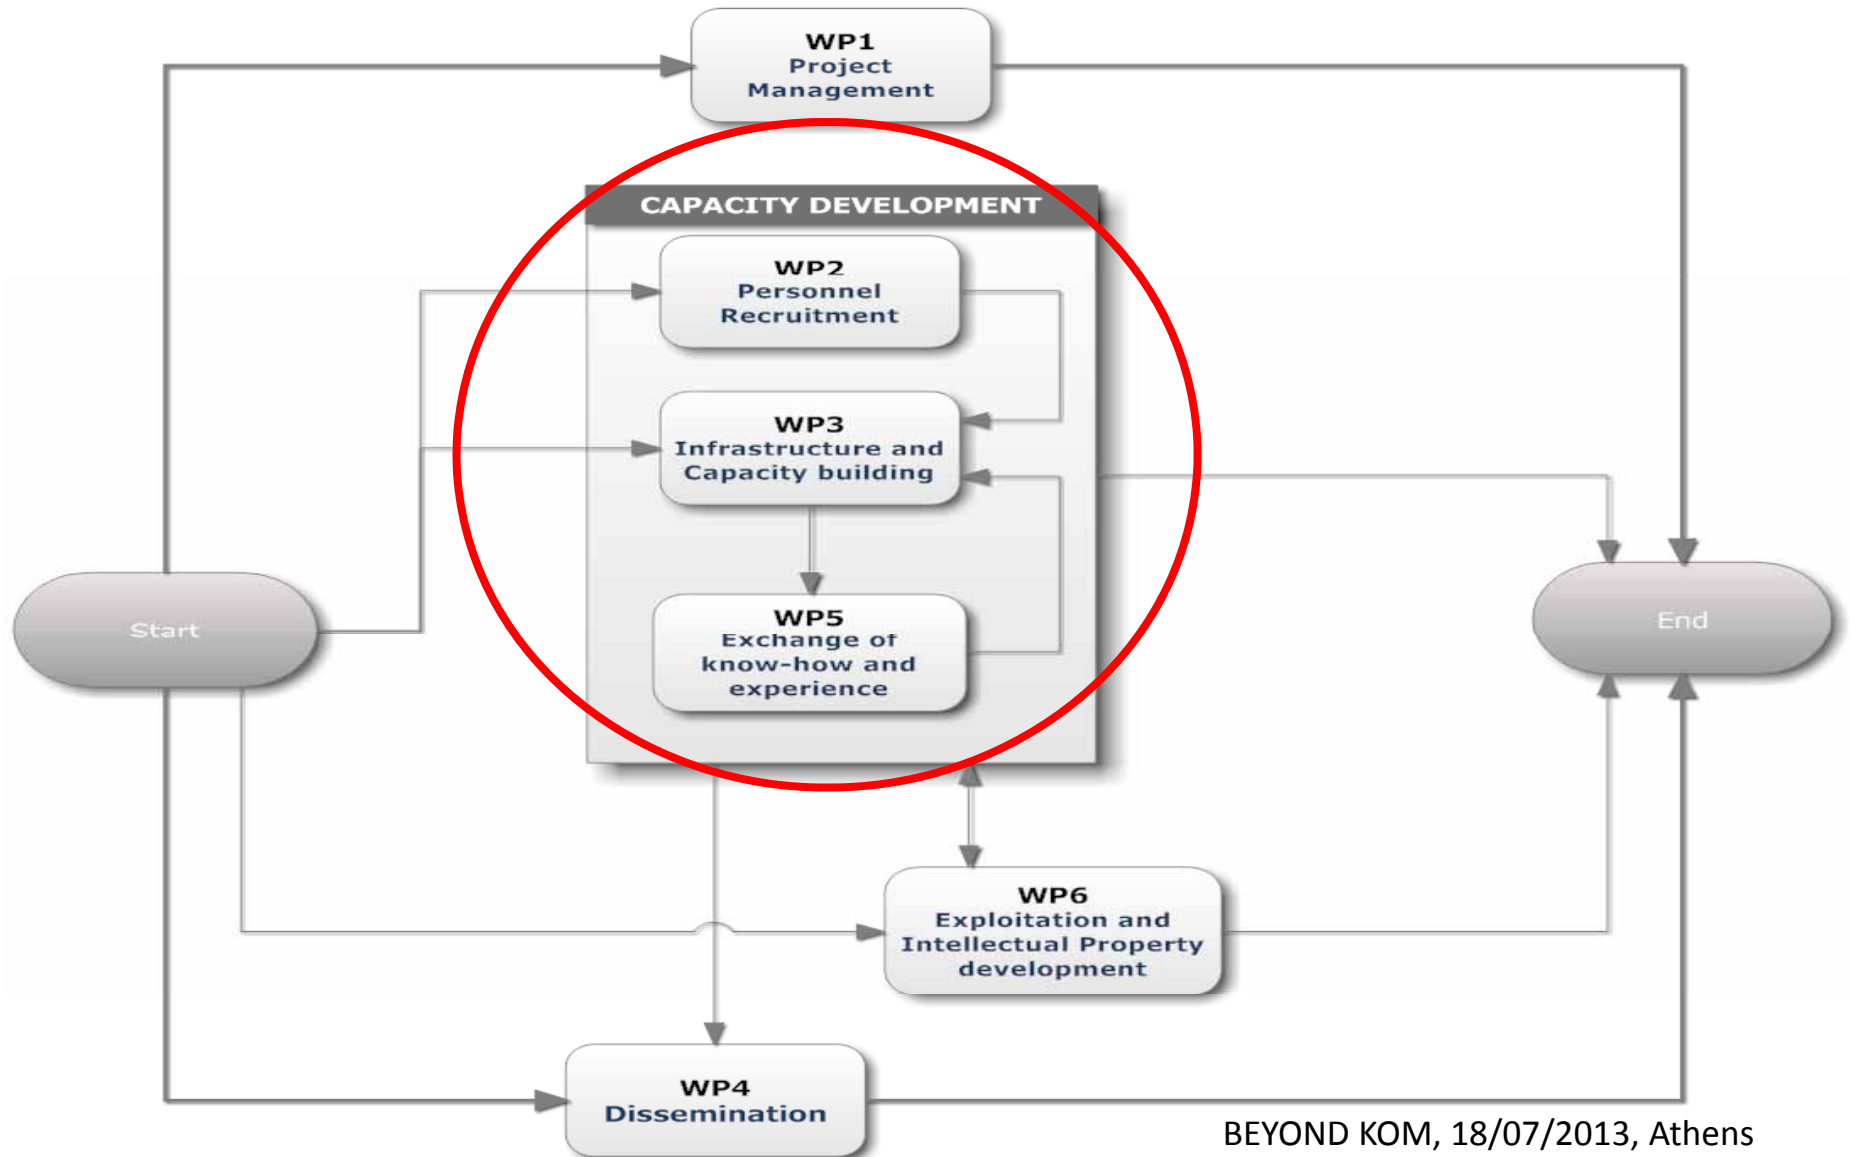 WP1
Project
Management
CAPACITY DEVELOPMENT
WP2
Personnel
Recruitment
WP3
Infrastructure and
Capacity building
WP5
Exchange of
know-how and
experience
Start
End
WP6
Exploitation and
Intellectual Property
development
WP4
Dissemination
BEYOND KOM, 18/07/2013, Athens